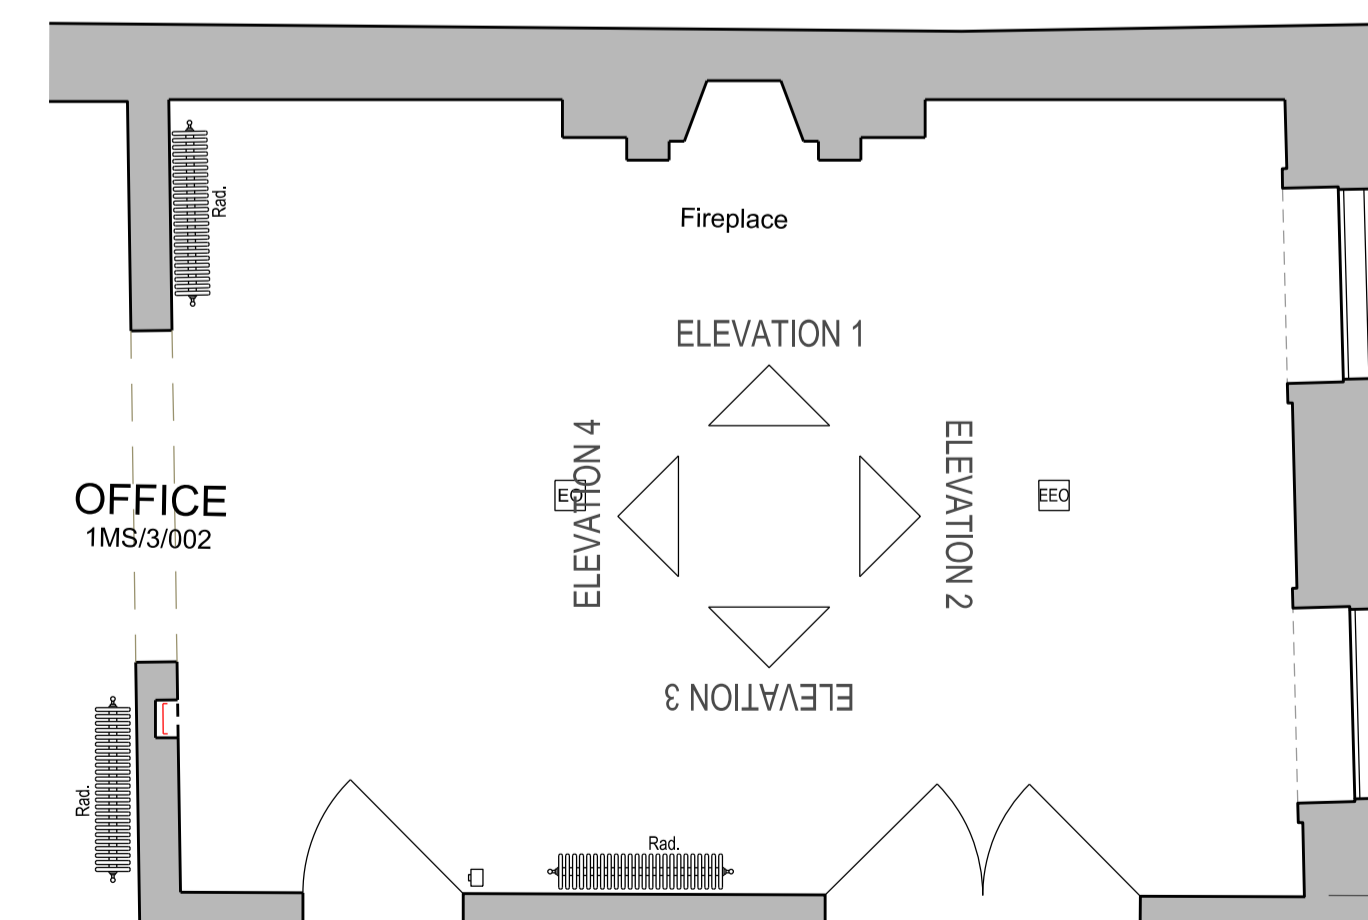 Rad.
Fireplace
ELEVATION 1
ELEVATION 4
EO
ELEVATION 2
EEO
OFFICE
1MS/3/002
ELEVATION 3
Rad.
Rad.